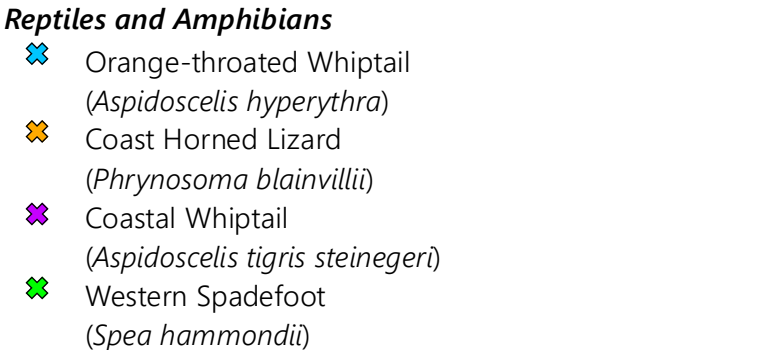 Reptiles and Amphibians
Orange-throated Whiptail
(Aspidoscelis hyperythra)
Coast Horned Lizard
(Phrynosoma blainvillii)
Coastal Whiptail
(Aspidoscelis tigris steinegeri)
Western Spadefoot
(Spea hammondii)